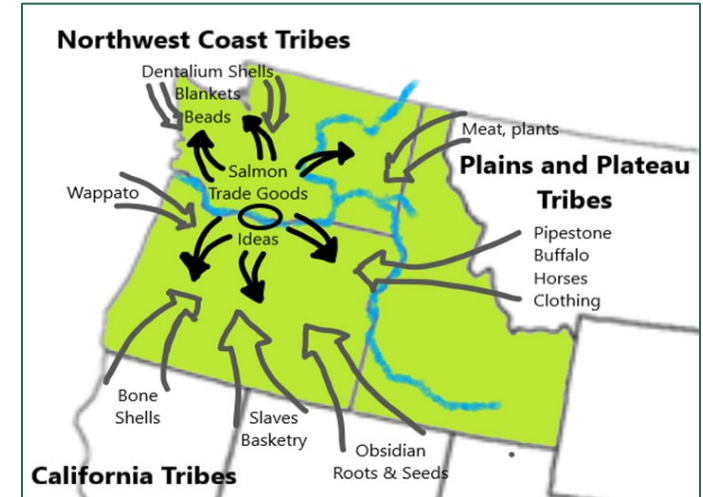 Northwest Coast Tribes
Dentalium Shells
Blankets
Beads
Meat, plants
Plains and Plateau
Tribes
Salmon
Trade Goods
Wappato
Ideas
Pipestone
Buffalo
Horses
Clothing
Bone
Shells
Slaves
Basketry
Obsidian
Roots & Seeds
California Tribes